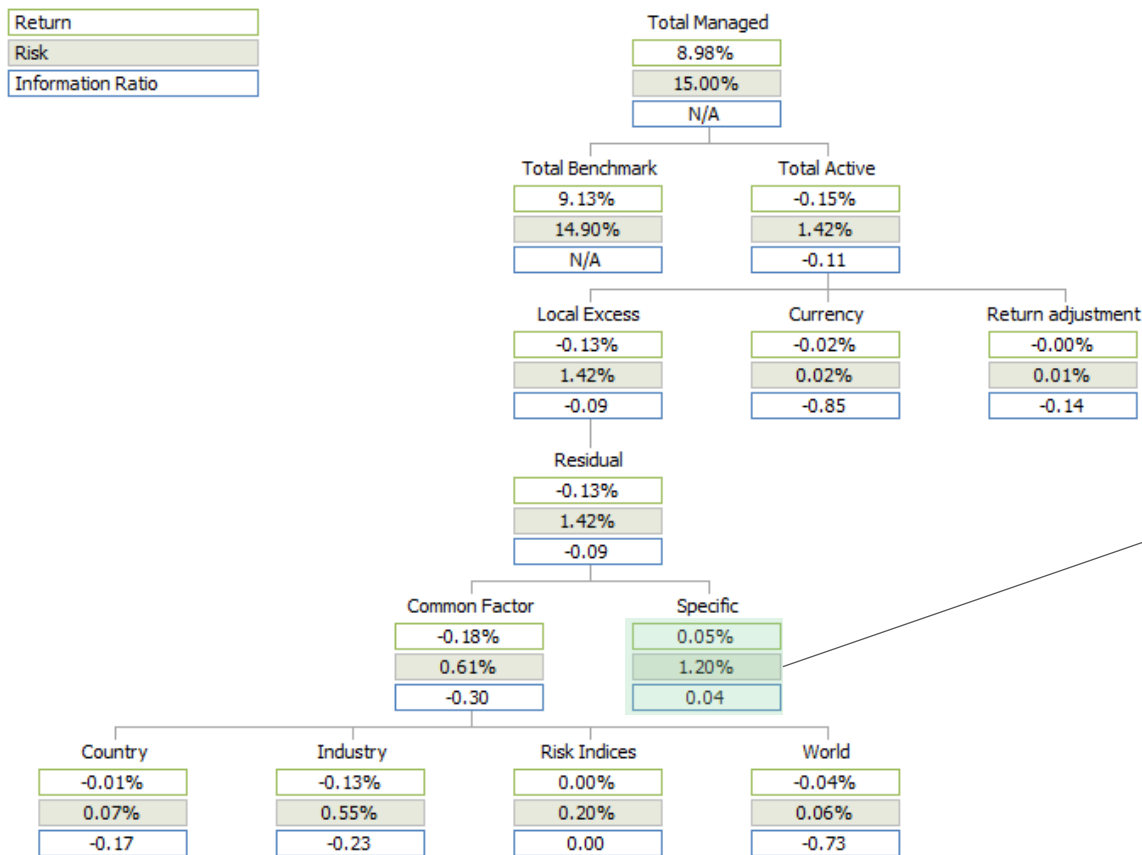 Return
Risk
Information Ratio
Total Managed
8.98%
15.00%
N/A
Total Benchmark
9.13%
14.90%
N/A
Total Active
-0.15%
1.42%
-0.11
Local Excess
-0.13%
1.42%
-0.09
Currency
-0.02%
0.02%
-0.85
Return adjustment
-0.00%
0.01%
-0.14
Residual
-0.13%
1.42%
-0.09
Common Factor
-0.18%
0.61%
-0.30
Specific
0.05%
1.20%
0.04
Country
-0.01%
0.07%
-0.17
Industry
-0.13%
0.55%
-0.23
Risk Indices
0.00%
0.20%
0.00
World
-0.04%
0.06%
-0.73